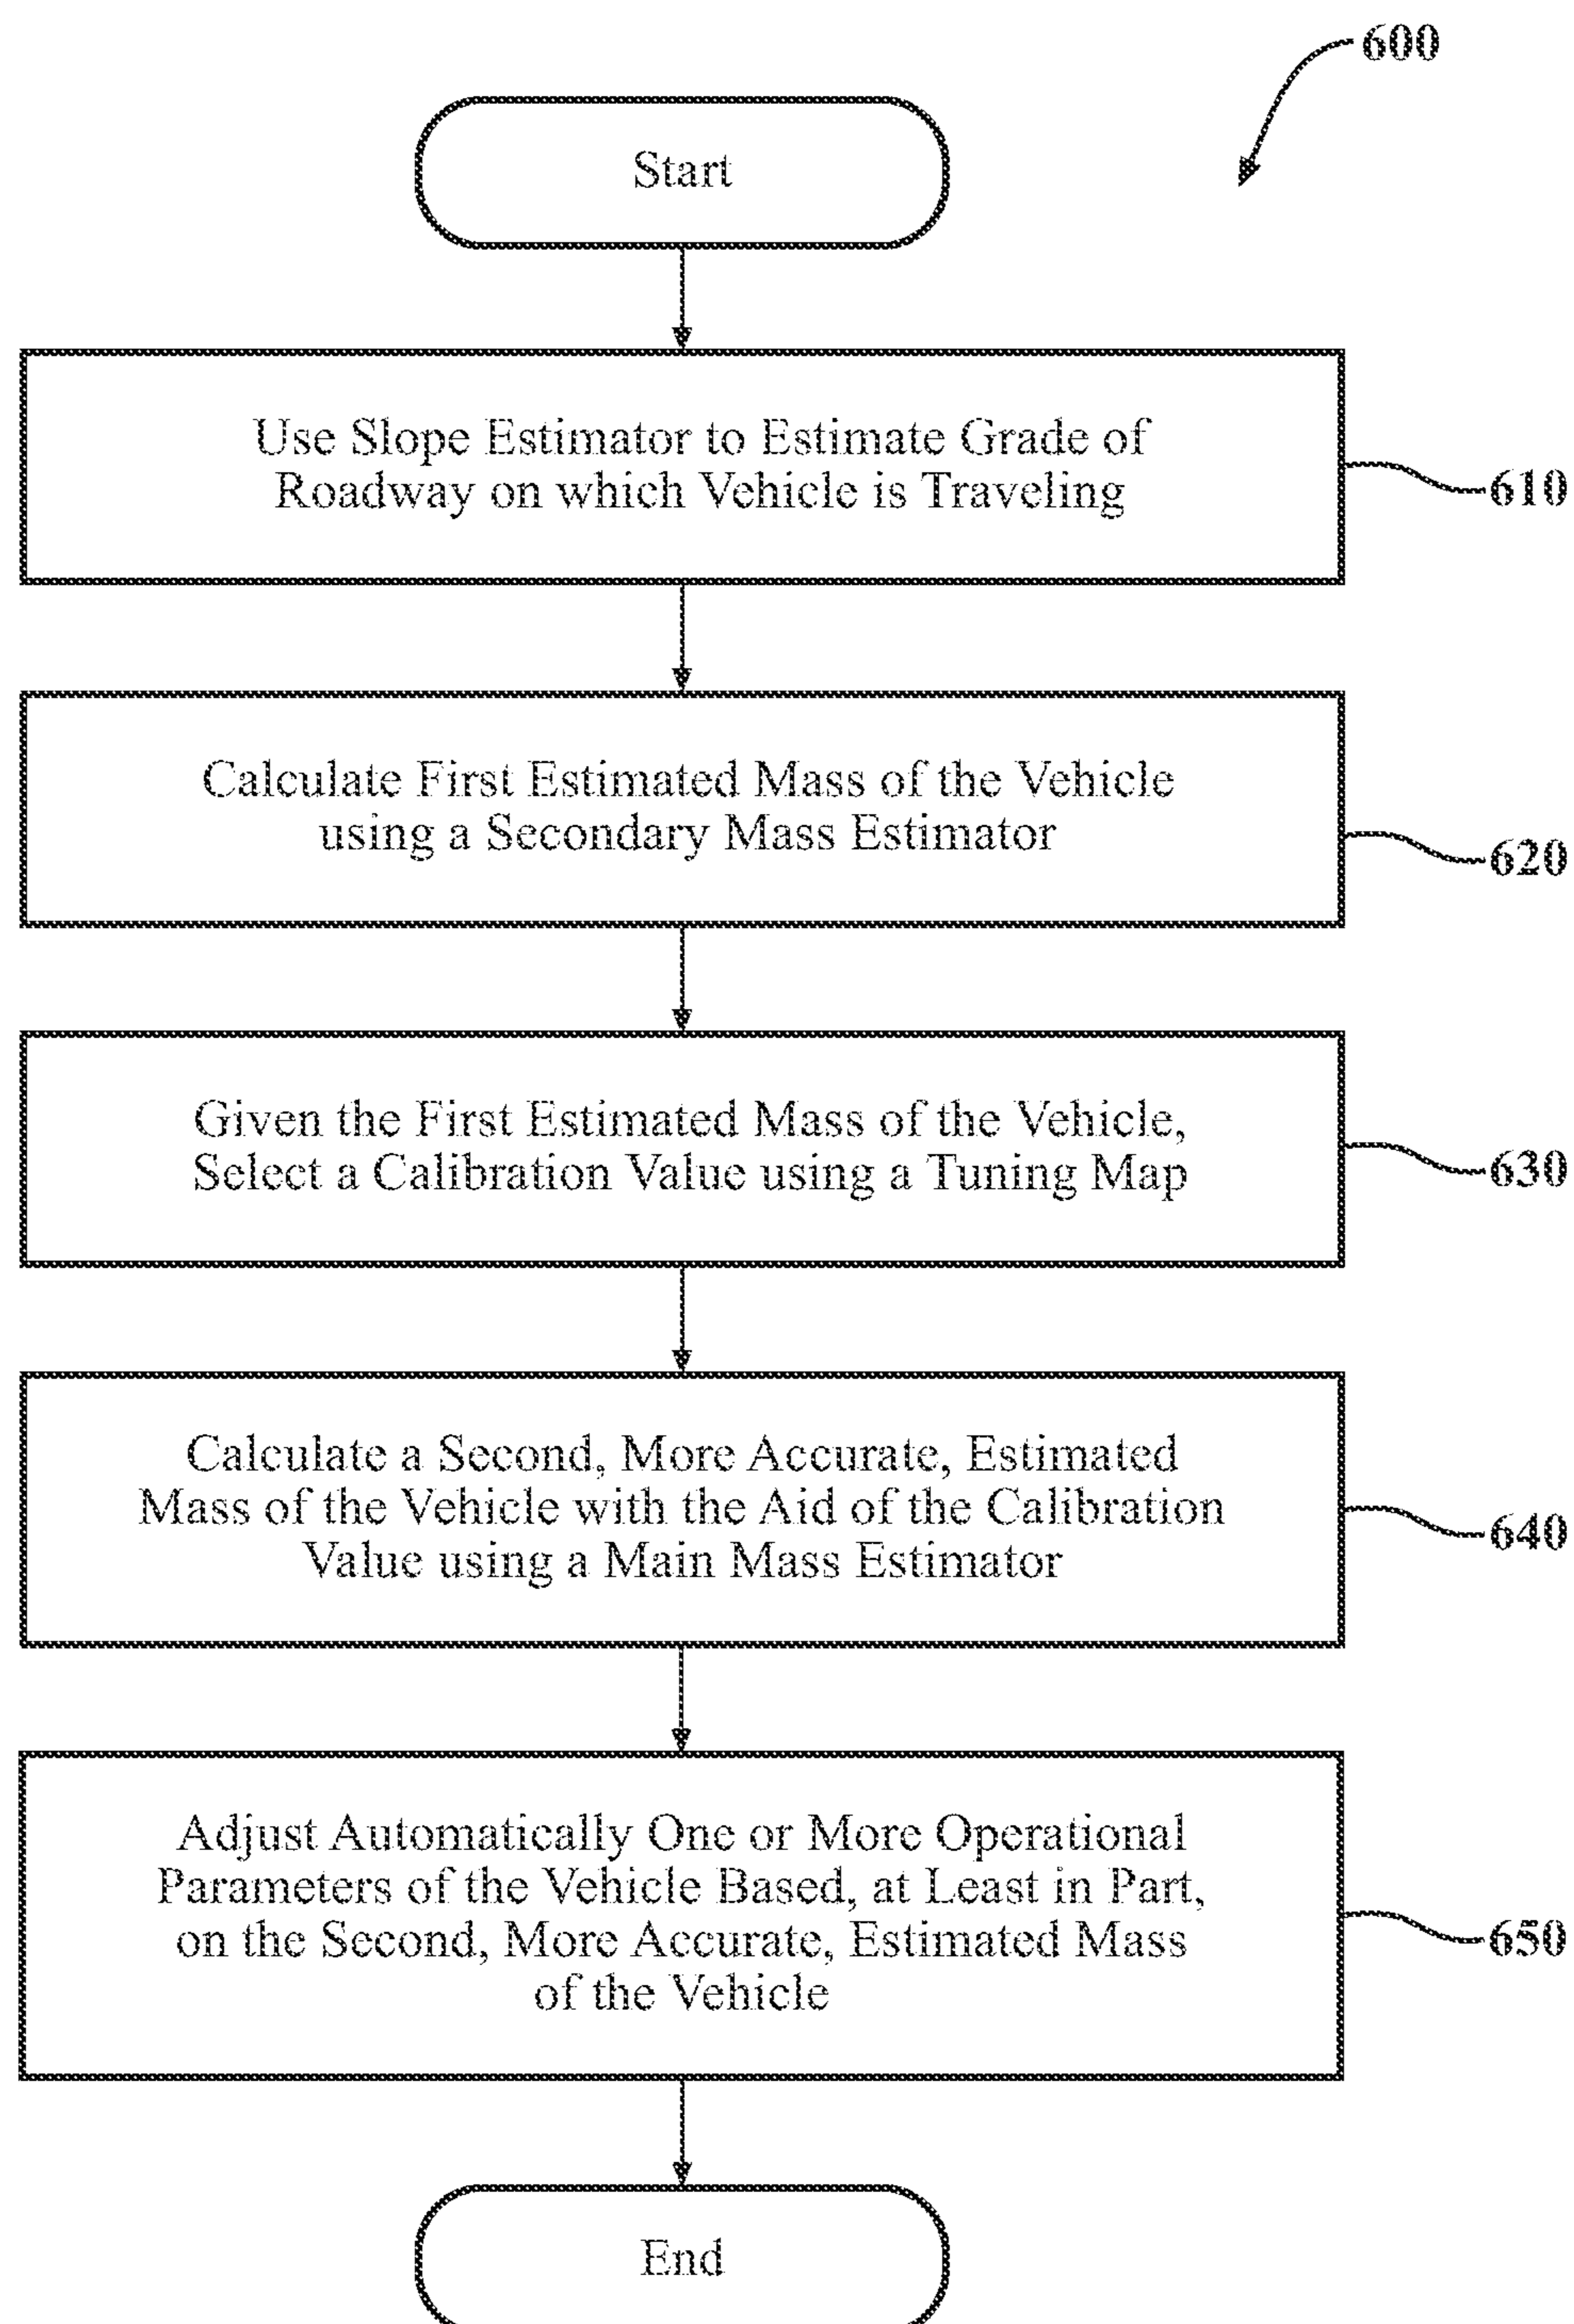 600
Start
Use Slope Estimator to Estimate Grade of
Roadway on which Vehicle is Traveling
610
Calculate First Estimated Mass of the Vehicle
using a Secondary Mass Estimator
620
Given the First Estimated Mass of the Vehicle,
Select a Calibration Value using a Tuning Map
630
Calculate a Second, More Accurate, Estimated
Mass of the Vehicle with the Aid of the Calibration
Value using a Main Mass Estimator
640
Adjust Automatically One or More Operational
Parameters of the Vehicle Based, at Least in Part,
on the Second, More Accurate, Estimated Mass
of the Vehicle
650
End